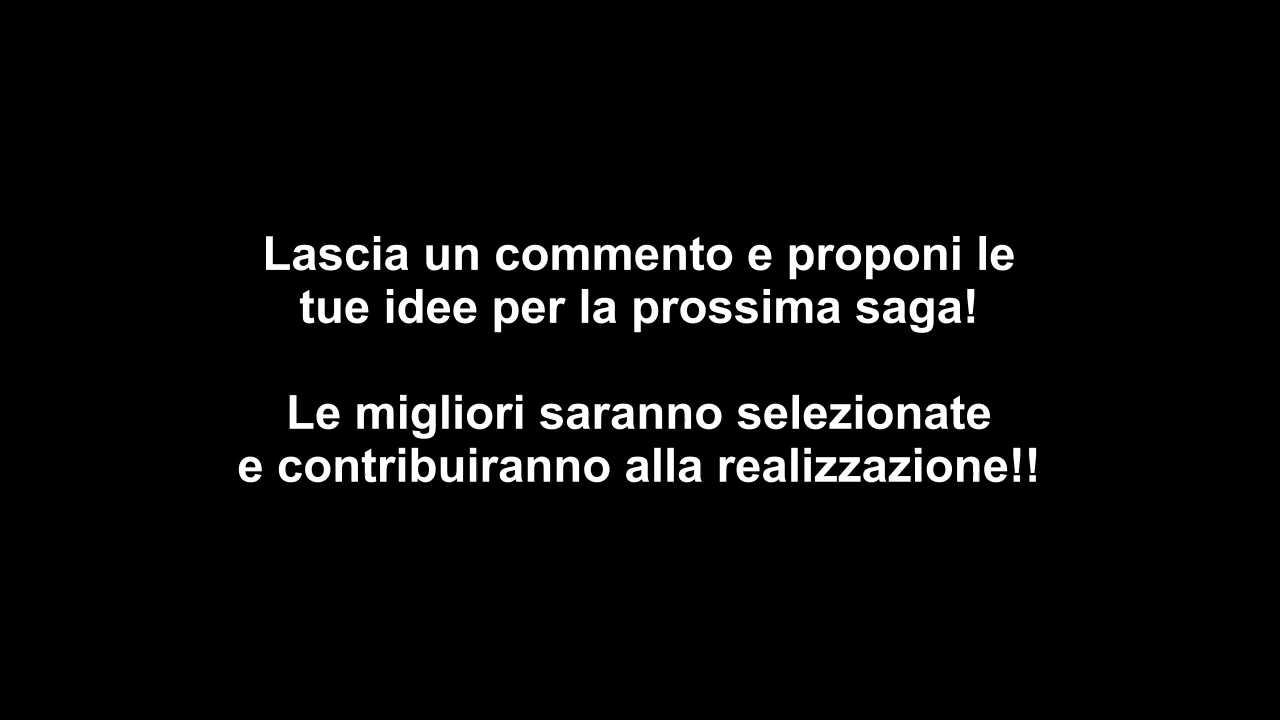 Lascia un commento e proponi le
tue idee per la prossima saga!
Le migliori saranno selezionate
e contribuiranno alla realizzazione!!